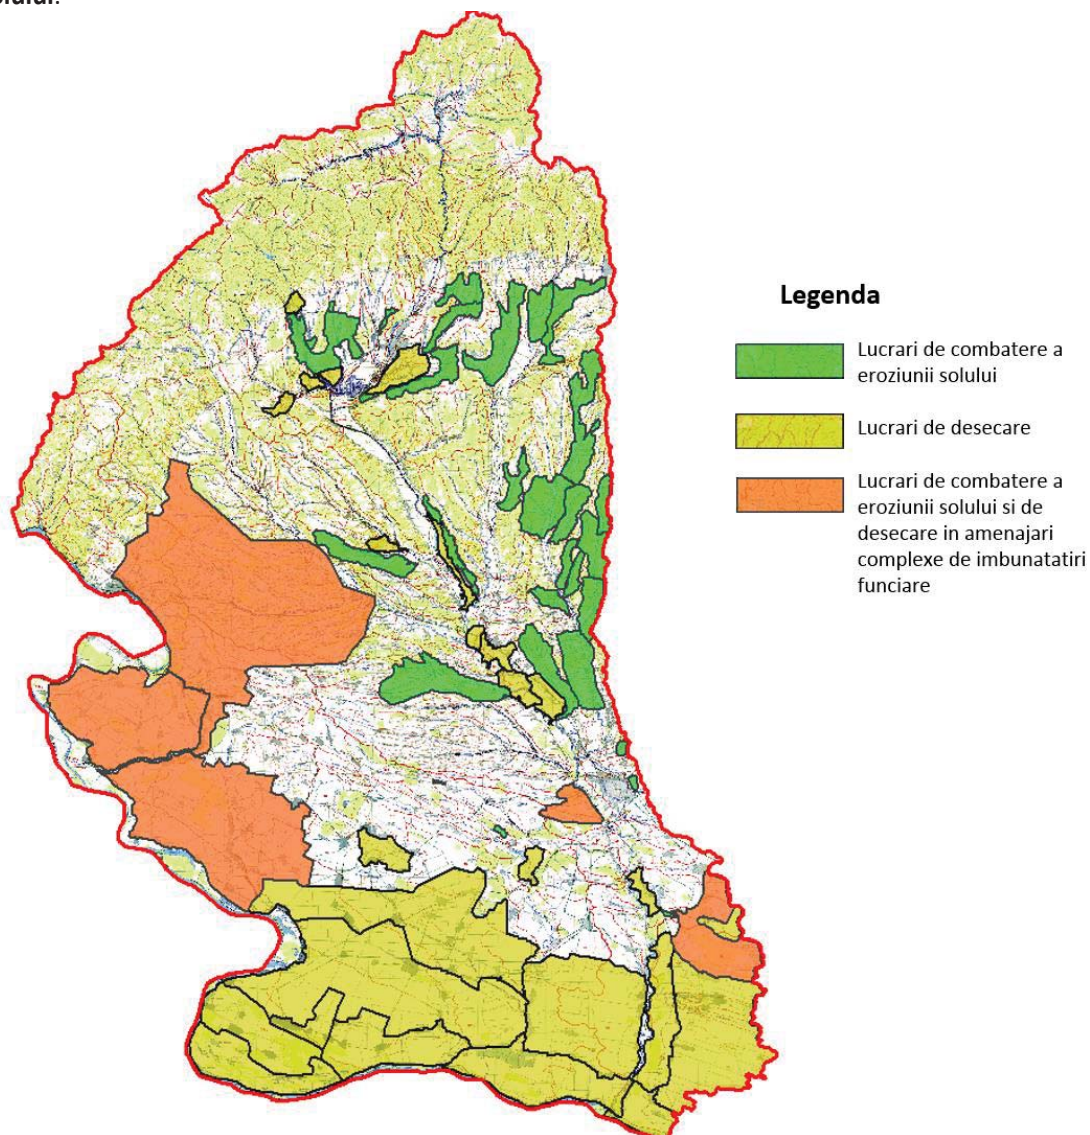 olului.
Legenda
Lucrari de combatere a
eroziunii solului
Lucrari de desecare
Lucrari de combatere a
eroziunii solului si de
desecare in amenajari
complexe de imbunatatiri
funciare